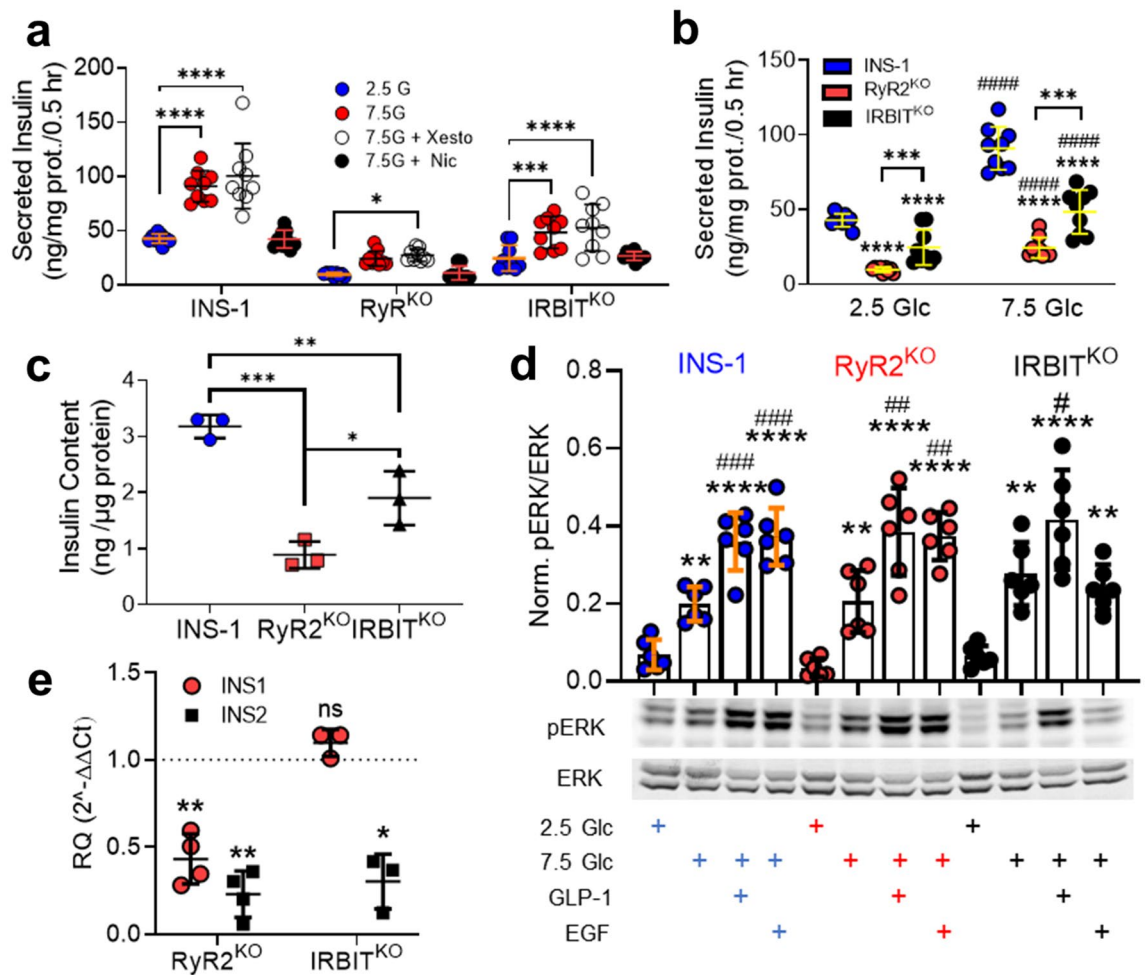 a
Secreted Insulin
(ng/mg prot./0.5 hr)
200
150
100
50
0
****
****
*
****
***
2.5 G
7.5G
7.5G + Xesto
7.5G + Nic
INS-1
RyR^KO
IRBIT^KO
b
Secreted Insulin
(ng/mg prot./0.5 hr)
150
100
50
0
INS-1
RyR2^KO
IRBIT^KO
####
***
***
####
****
####
****
****
****
2.5 Glc
7.5 Glc
c
Insulin Content
(ng /µg protein)
4
3
2
1
0
**
***
*
INS-1
RyR2^KO
IRBIT^KO
d
Norm. pERK/ERK
0.8
0.6
0.4
0.2
0.0
INS-1
RyR2^KO
IRBIT^KO
**
###
****
###
****
**
##
****
##
****
**
#
****
**
pERK
ERK
2.5 Glc + + +
7.5 Glc + + + + + + + + +
GLP-1 + + +
EGF + + +
e
RQ (2^-ΔΔCt)
1.5
1.0
0.5
0.0
INS1
INS2
ns
**
**
*
RyR2^KO
IRBIT^KO